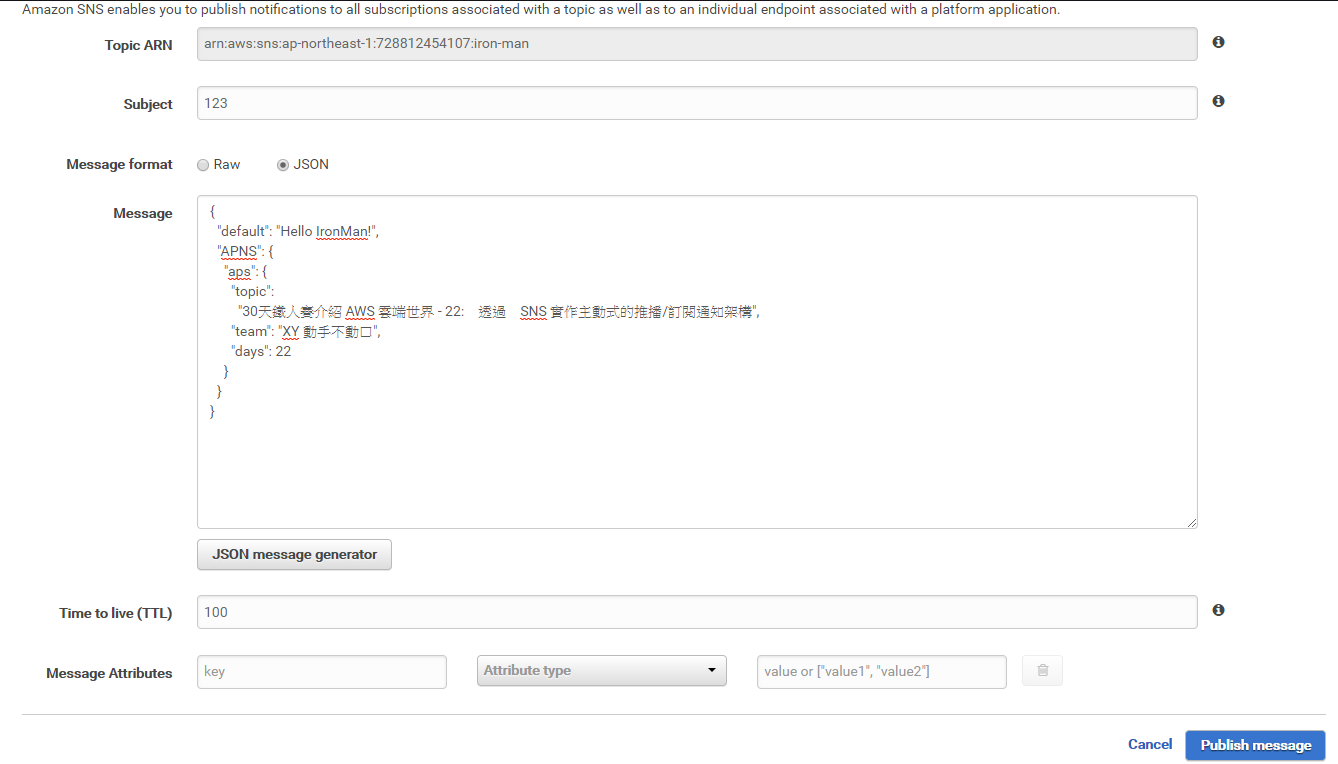 Amazon SNS enables you to publish notifications to all subscriptions associated with a topic as well as to an individual endpoint associated with a platform application.
Topic ARN arn:aws:sns:ap-northeast-1:728812454107:iron-man
Subject 123
Message format Raw JSON
Message {
"default": "Hello IronMan!",
"APNS": {
"aps": {
"topic":
"30天鐵人賽介紹 AWS 雲端世界 - 22: 透過 SNS 實作主動式的推播/訂閱通知架構",
"team": "XY 動手不動口",
"days": 22
}
}
}
JSON message generator
Time to live (TTL) 100
Message Attributes key Attribute type value or ["value1", "value2"]
Cancel Publish message